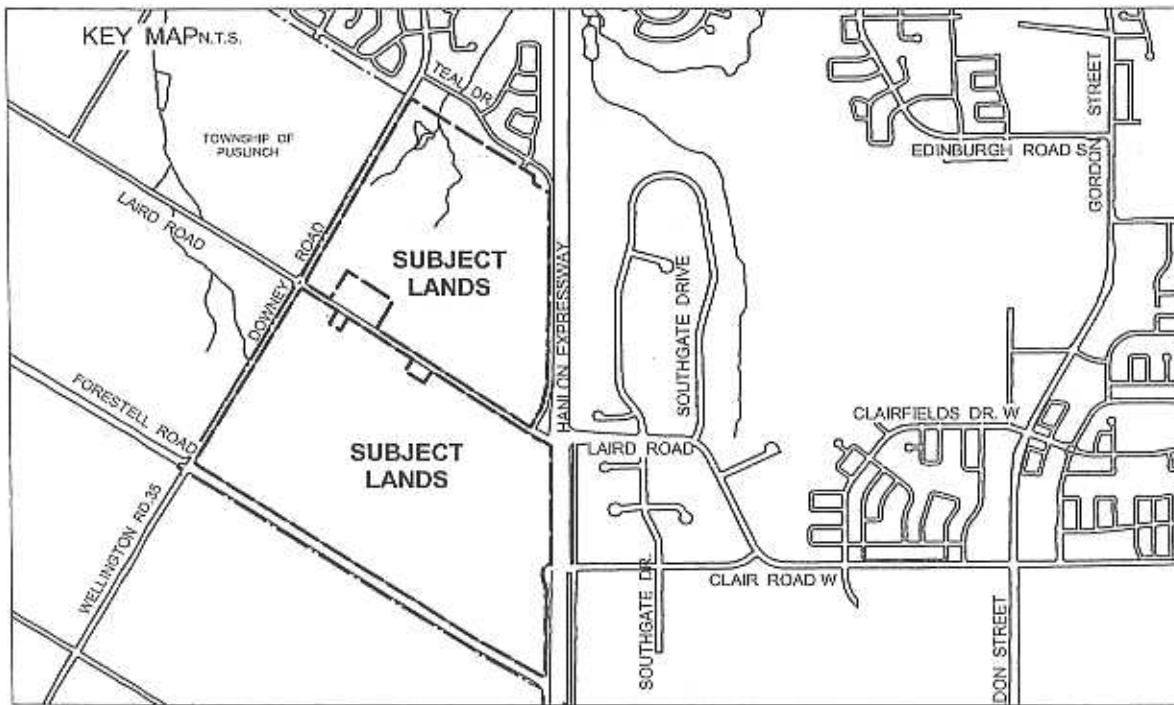 KEY MAP N.T.S.
TEAL DR.
TOWNSHIP OF
PUSLINCH
LAIRD ROAD
DOWNEY ROAD
SUBJECT
LANDS
HANLON EXPRESSWAY
SOUTHGATE DRIVE
EDINBURGH ROAD S.
GORDON STREET
FORESTELL ROAD
SUBJECT
LANDS
LAIRD ROAD
CLAIRFIELDS DR. W
WELLINGTON RD.35
SOUTHGATE DR.
CLAIR ROAD W
DON STREET